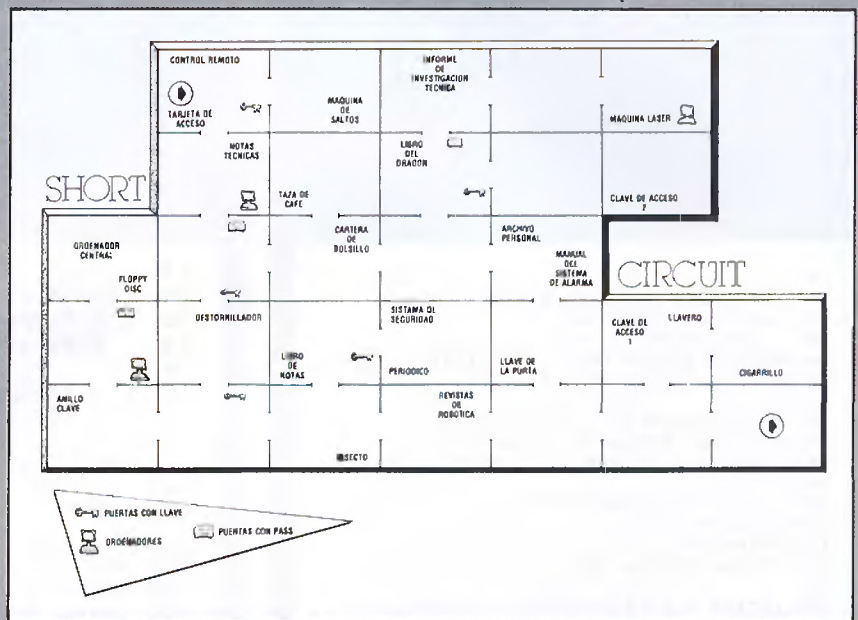 CONTROL REMOTO
INFORME
DE
INVESTIGACION
TECNICA
TARJETA DE
ACCESO
MAQUINA
DE
SALTOS
MAQUINA LASER
NOTAS
TECNICAS
LIBRO
DEL
DRAGON
SHORT
TAZA DE
CAFE
CLAVE DE ACCESO
2
CARTERA
DE
BOLSILLO
ARCHIVO
PERSONAL
ORDENADOR
CENTRAL
MANUAL
DEL
SISTEMA
DE ALARMA
CIRCUIT
FLOPPY
DISC
DESTORNILLADOR
SISTAMA DE
SEGURIDAD
CLAVE DE
ACCESO
1
LLAVERO
LIBRO
DE
NOTAS
PERIODICO
LLAVE DE
LA PURTA
CIGARRILLO
ANILLO
CLAVE
REVISTAS
DE
ROBOTICA
INSECTO
PUERTAS CON LLAVE
ORDENADORES
PUERTAS CON PASS